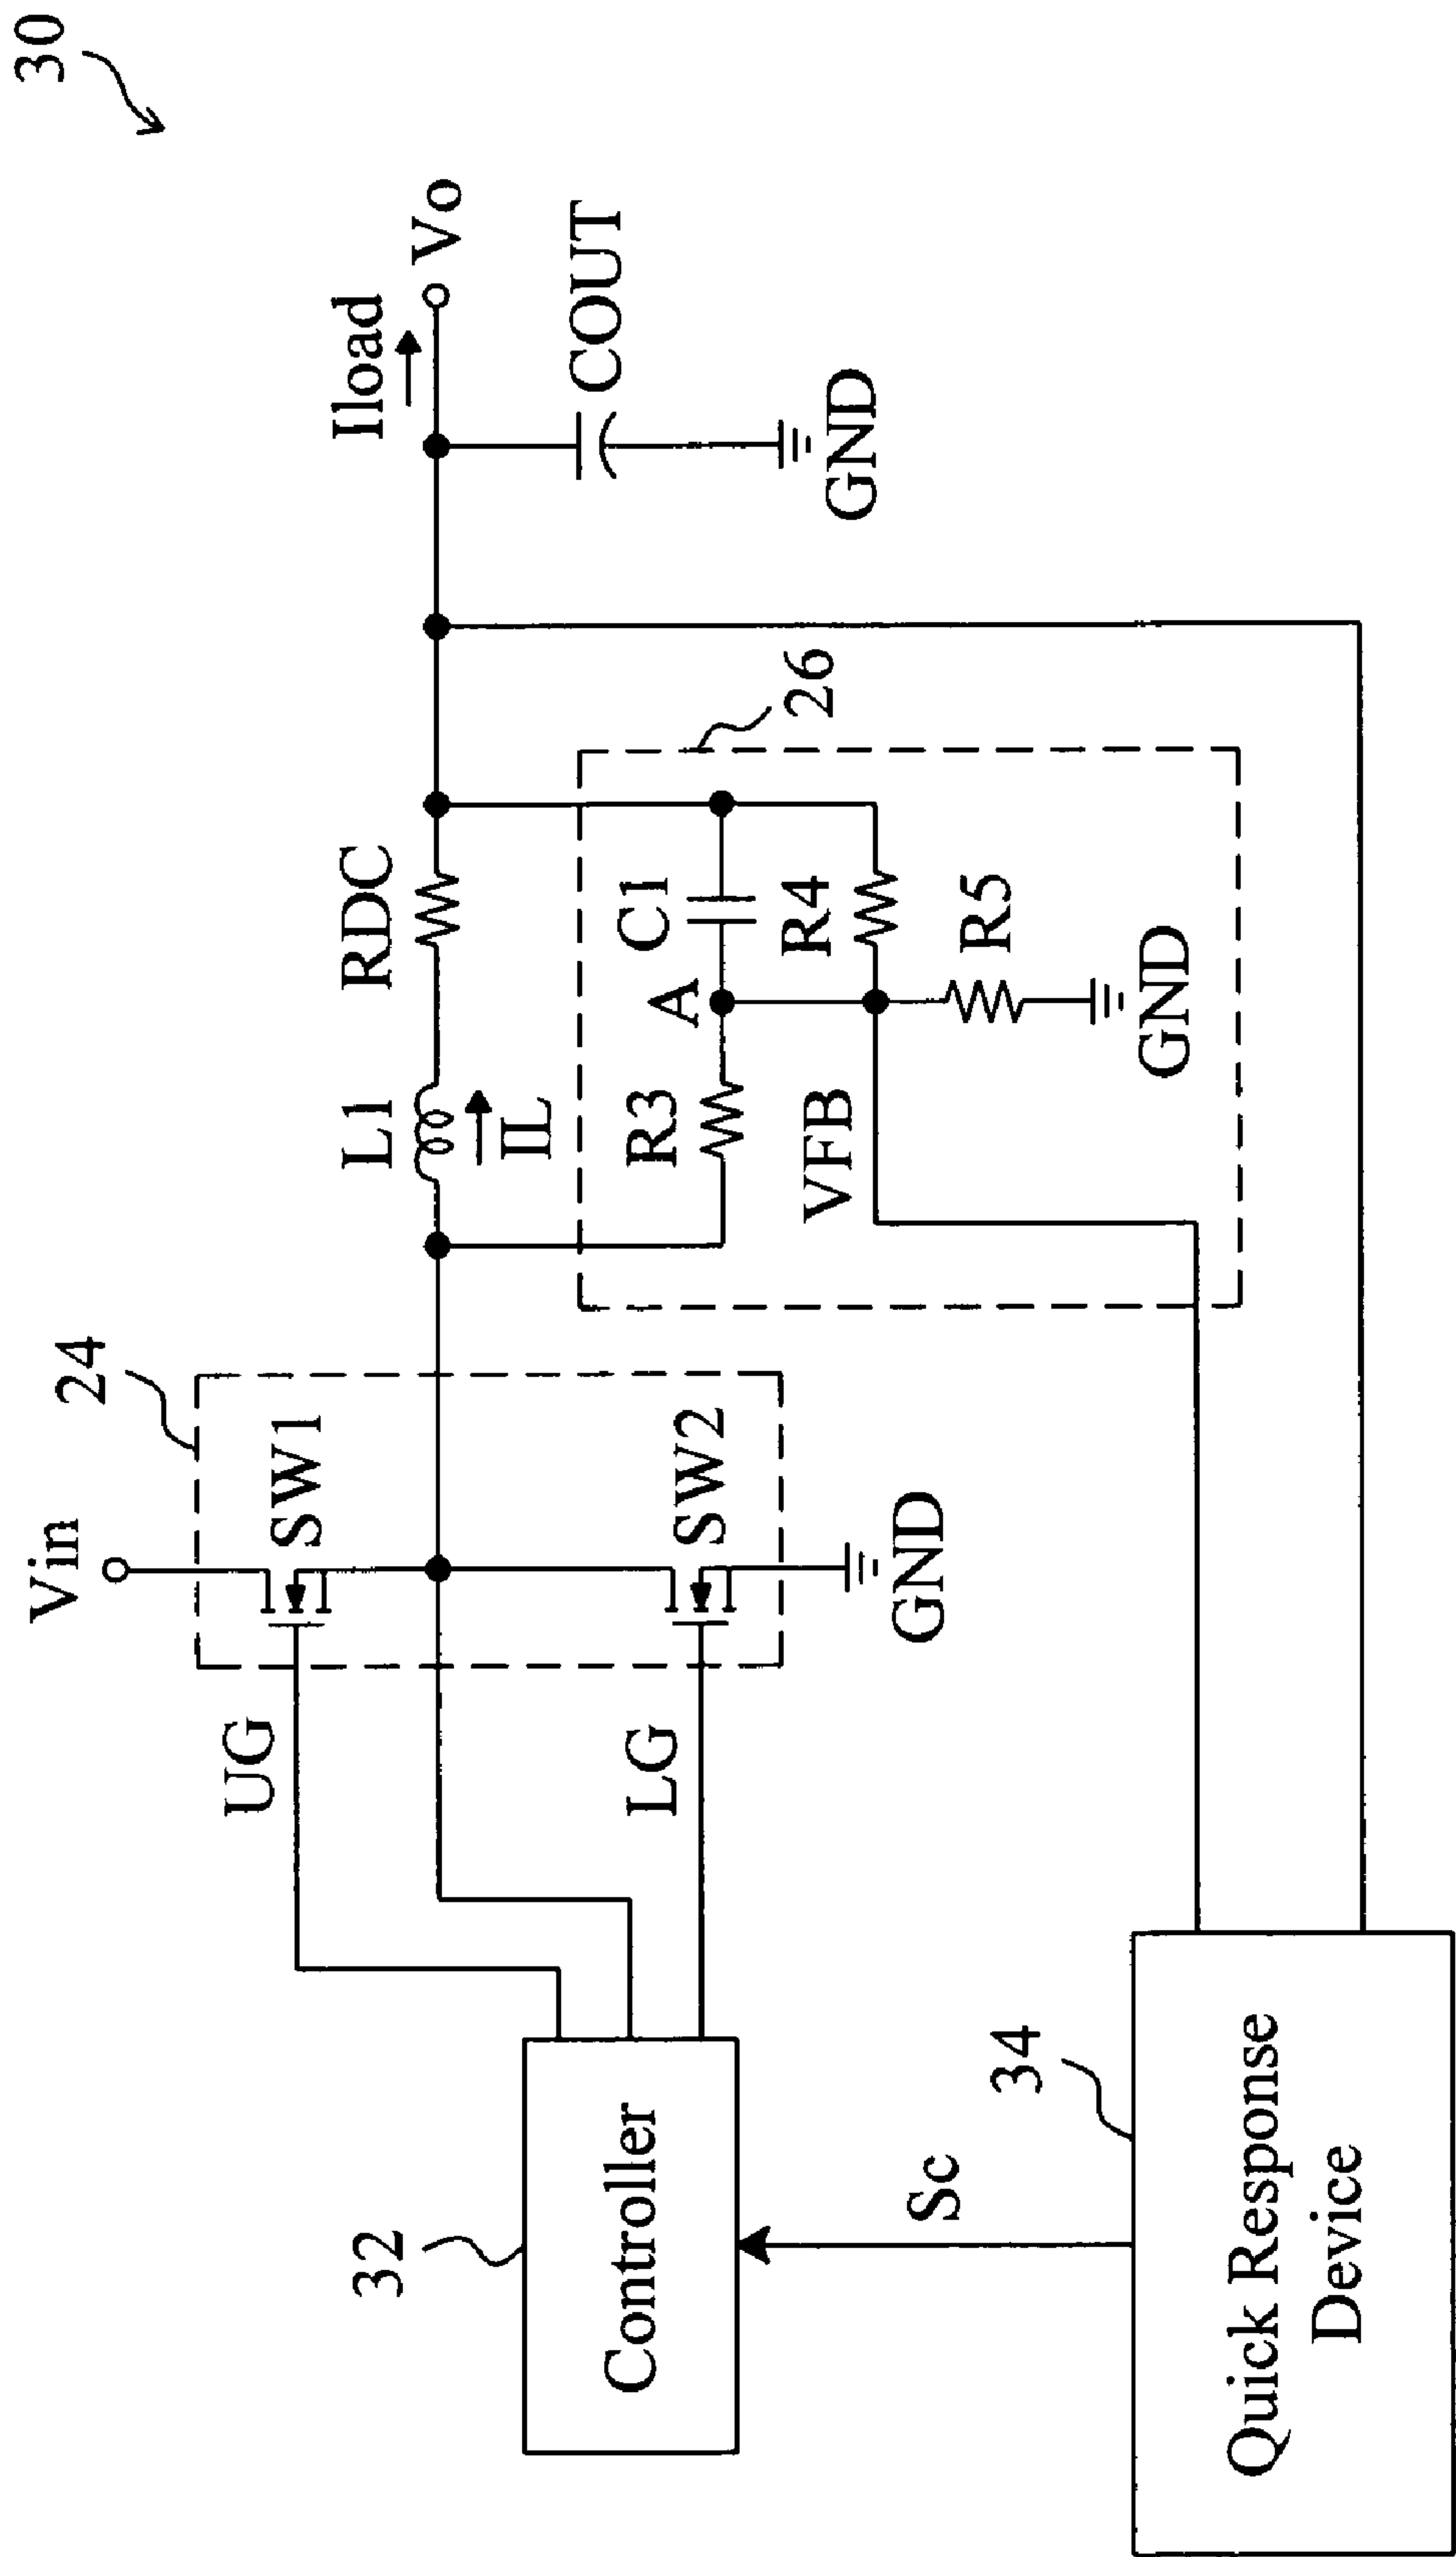 30
Vin
24
UG
SW1
L1
RDC
Iload
Vo
IL
COUT
GND
32
Controller
LG
SW2
GND
R3
A
C1
26
R4
VFB
R5
GND
Sc
34
Quick Response
Device